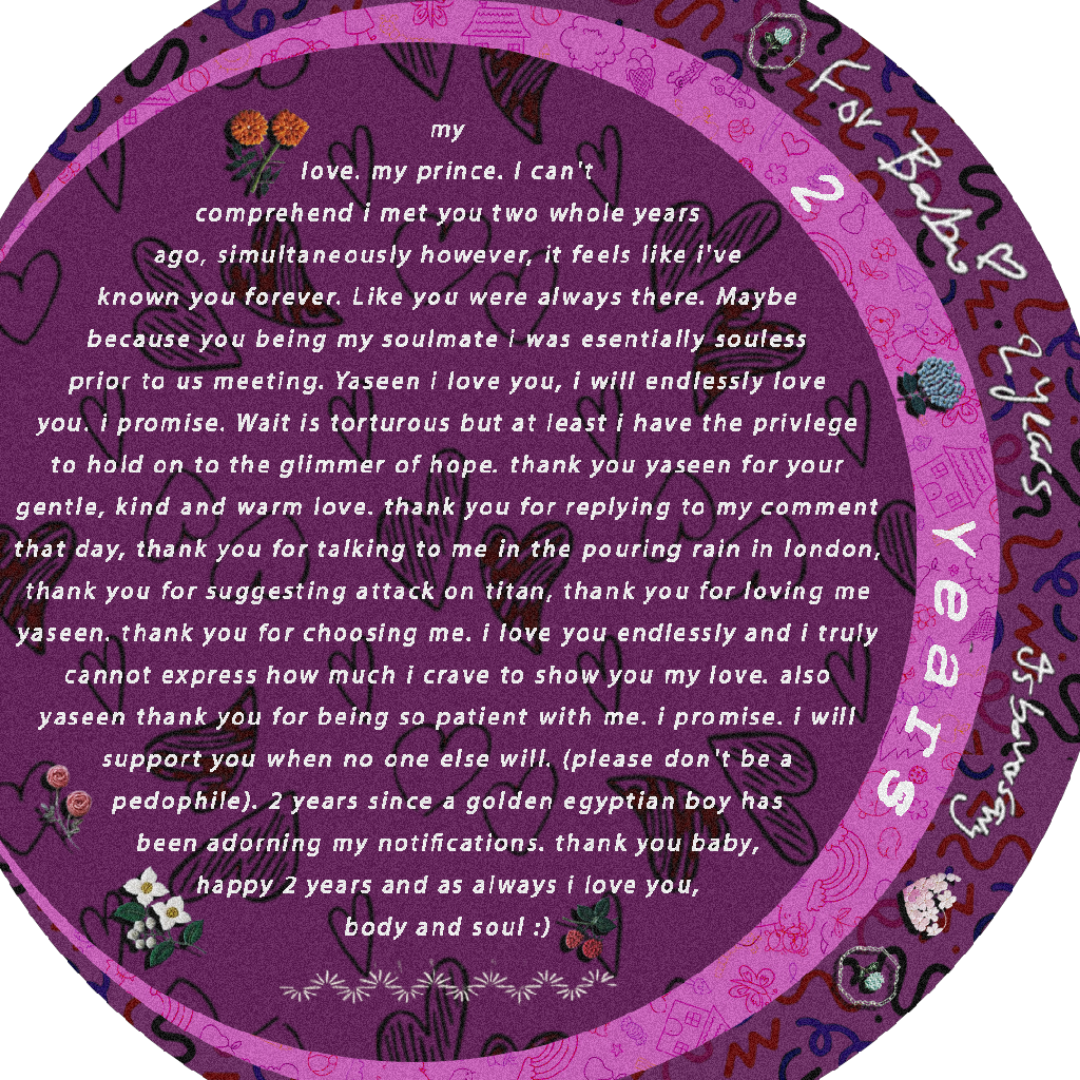 my
love. my prince. I can't
comprehend i met you two whole years
ago, simultaneously however, it feels like i've
known you forever. Like you were always there. Maybe
because you being my soulmate i was esentially souless
prior to us meeting. Yaseen i love you, i will endlessly love
you. i promise. Wait is torturous but at least i have the privlege
to hold on to the glimmer of hope. thank you yaseen for your
gentle, kind and warm love. thank you for replying to my comment
that day, thank you for talking to me in the pouring rain in london,
thank you for suggesting attack on titan, thank you for loving me
yaseen. thank you for choosing me. i love you endlessly and i truly
cannot express how much i crave to show you my love. also
yaseen thank you for being so patient with me. i promise. i will
support you when no one else will. (please don't be a
pedophile). 2 years since a golden egyptian boy has
been adorning my notifications. thank you baby,
happy 2 years and as always i love you,
body and soul :)
2 years
For Baby ♡
2 years